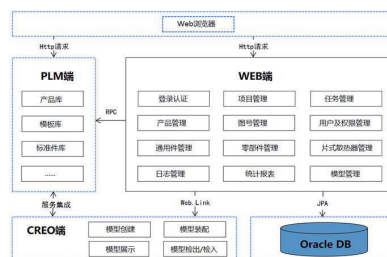 Web浏览器
Http请求
Http请求
PLM端
产品库
模板库
标准件库
......
RPC
WEB端
登录认证 项目管理 任务管理
产品管理 图号管理 用户及权限管理
通用件管理 零部件管理 片式散热器管理
日志管理 统计报表 模型管理
服务集成
Web.Link
JPA
CREO端
模型创建 模型装配
模型展示 模型检出/检入
Oracle DB